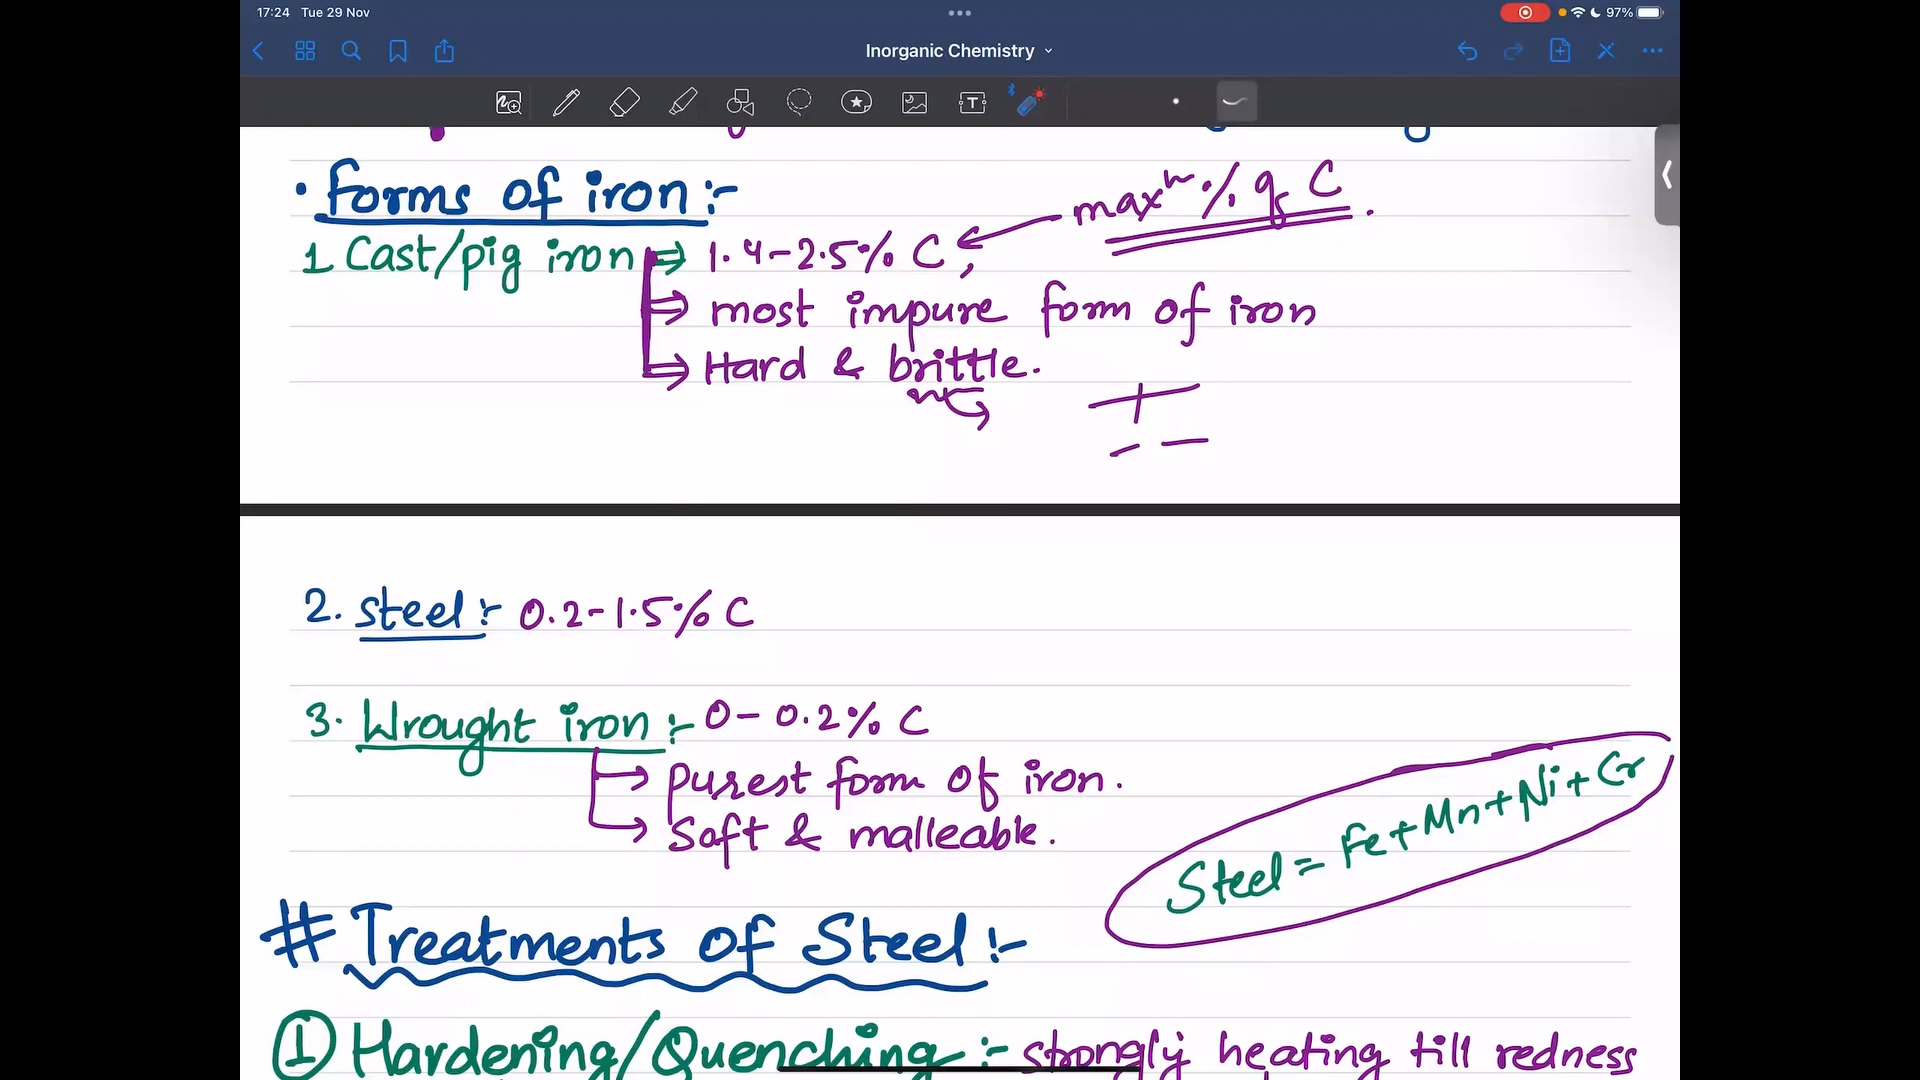 17:24 Tue 29 Nov
97%
Inorganic Chemistry
• Forms of iron :-
maxm % of C.
1 Cast/pig iron ⇒ 1.4-2.5% C,
⇒ most impure form of iron
⇒ Hard & brittle.
2. Steel :- 0.2-1.5% C
3. Wrought iron :- 0-0.2% C
→ Purest form of iron.
→ Soft & malleable.
Steel = Fe+Mn+Ni+Cr
# Treatments of Steel :-
① Hardening/Quenching :- strongly heating till redness